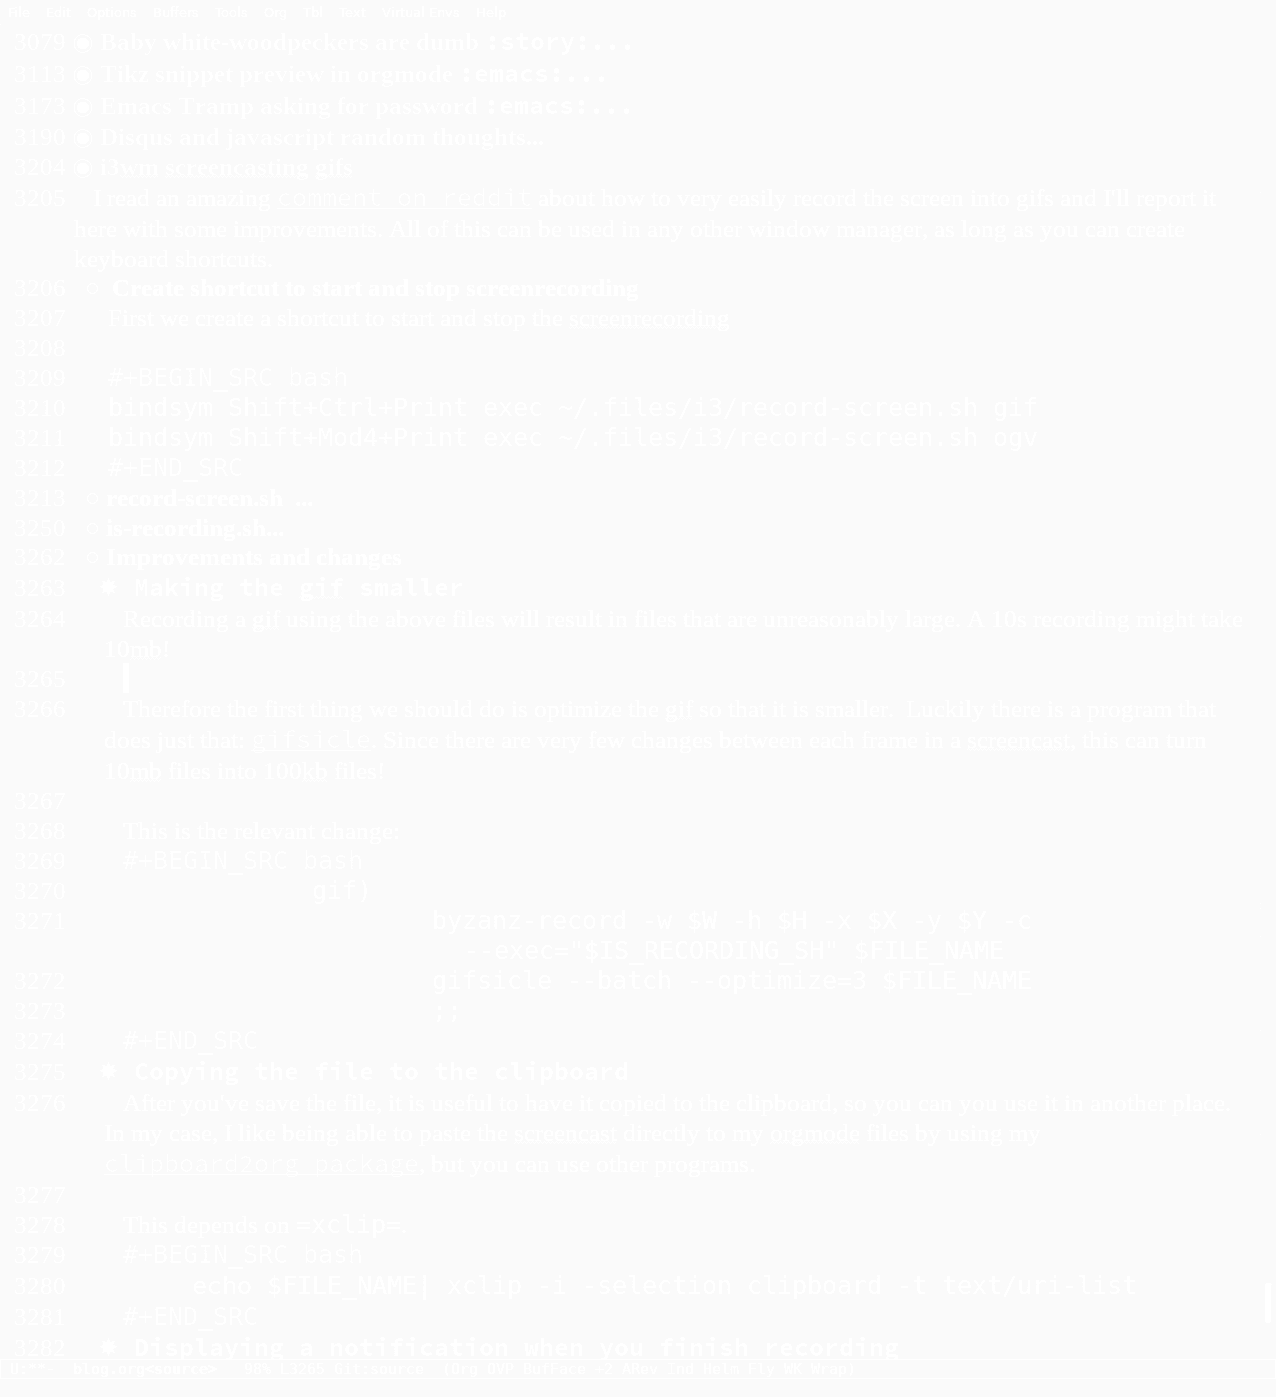 File Edit Options Buffers Tools Org Tbl Text Virtual Envs Help
3079 ◉ Baby white-woodpeckers are dumb :story:...
3113 ◉ Tikz snippet preview in orgmode :emacs:...
3173 ◉ Emacs Tramp asking for password :emacs:...
3190 ◉ Disqus and javascript random thoughts...
3204 ◉ I3wm screencasting gifs
3205 I read an amazing comment on reddit about how to very easily record the screen into gifs and I'll report it
here with some improvements. All of this can be used in any other window manager, as long as you can create
keyboard shortcuts.
3206 ○ Create shortcut to start and stop screenrecording
3207 First we create a shortcut to start and stop the screenrecording
3208
3209 #+BEGIN_SRC bash
3210 bindsym Shift+Ctrl+Print exec ~/.files/i3/record-screen.sh gif
3211 bindsym Shift+Mod4+Print exec ~/.files/i3/record-screen.sh ogv
3212 #+END_SRC
3213 ○ record-screen.sh ...
3250 ○ is-recording.sh...
3262 ○ Improvements and changes
3263 ✸ Making the gif smaller
3264 Recording a gif using the above files will result in files that are unreasonably large. A 10s recording might take
10mb!
3265
3266 Therefore the first thing we should do is optimize the gif so that it is smaller. Luckily there is a program that
does just that: gifsicle. Since there are very few changes between each frame in a screencast, this can turn
10mb files into 100kb files!
3267
3268 This is the relevant change:
3269 #+BEGIN_SRC bash
3270 gif)
3271 byzanz-record -w $W -h $H -x $X -y $Y -c
--exec="$IS_RECORDING_SH" $FILE_NAME
3272 gifsicle --batch --optimize=3 $FILE_NAME
3273 ;;
3274 #+END_SRC
3275 ✸ Copying the file to the clipboard
3276 After you've save the file, it is useful to have it copied to the clipboard, so you can you use it in another place.
In my case, I like being able to paste the screencast directly to my orgmode files by using my
clipboard2org package, but you can use other programs.
3277
3278 This depends on =xclip=.
3279 #+BEGIN_SRC bash
3280 echo $FILE_NAME| xclip -i -selection clipboard -t text/uri-list
3281 #+END_SRC
3282 ✸ Displaying a notification when you finish recording
U:**- blog.org<source> 98% L3265 Git:source (Org OVP BufFace +2 ARev Ind Helm Fly WK Wrap)